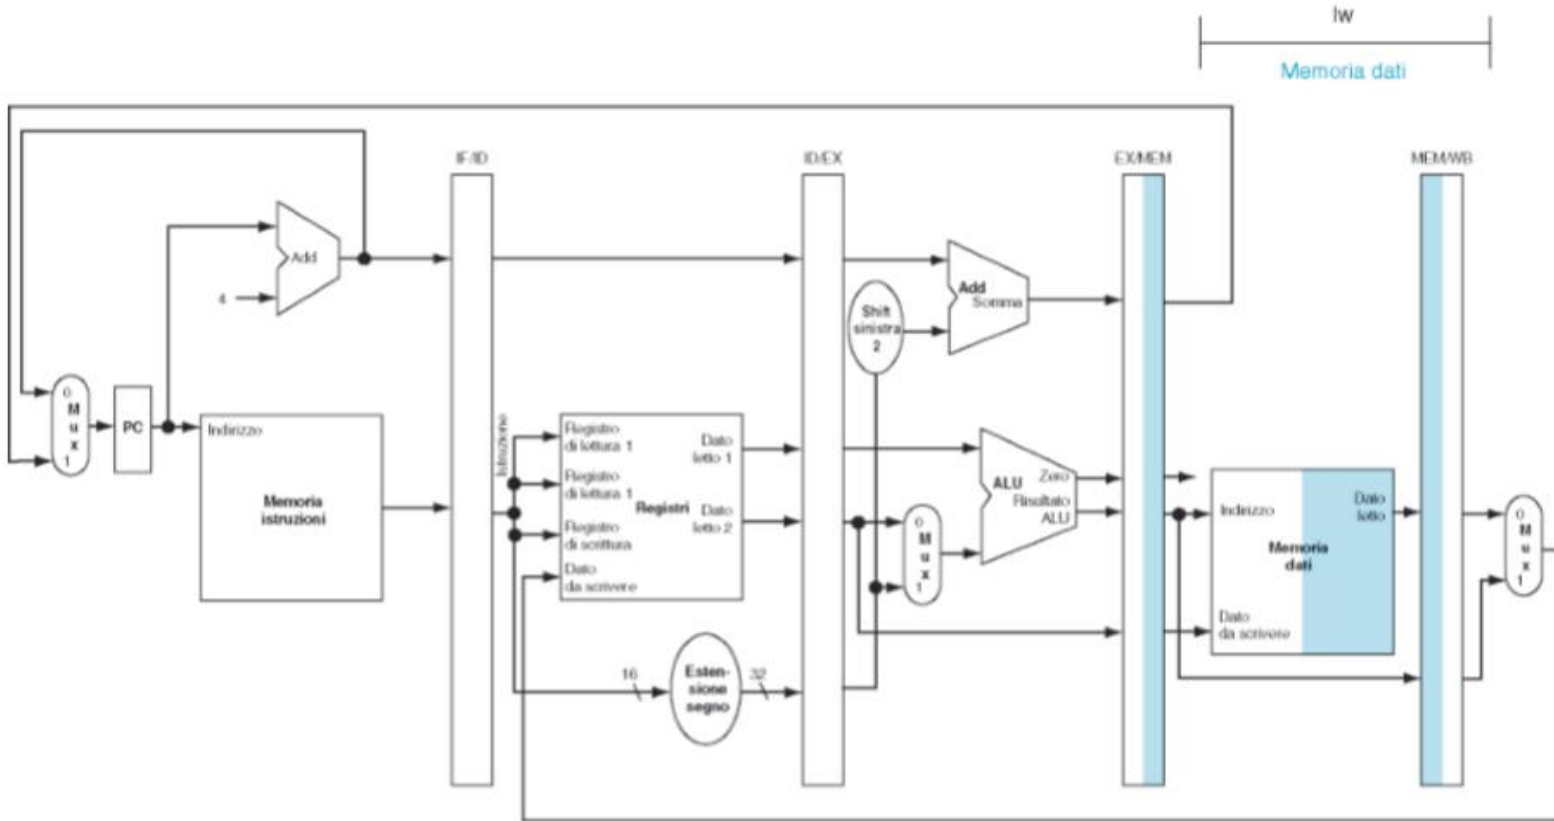 lw
Memoria dati
IF/ID
ID/EX
EX/MEM
MEM/WB
Add
4
Add
Somma
Shift
sinistra
2
0
M
u
x
1
PC
Indirizzo
Memoria
istruzioni
Istruzione
Registro
di lettura 1
Registro
di lettura 1
Registro
di scrittura
Dato
da scrivere
Registri
Dato
letto 1
Dato
letto 2
16
Esten-
sione
segno
32
0
M
u
x
1
ALU
Zero
Risultato
ALU
Indirizzo
Dato
letto
Memoria
dati
Dato
da scrivere
0
M
u
x
1